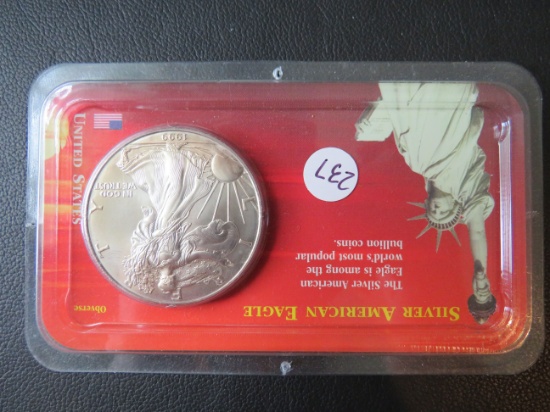 SILVER AMERICAN EAGLE
Obverse
The Silver American
Eagle is among the
world's most popular
bullion coins.
237
L I T Y
IN GOD
WE TRUST
1999
UNITED STATES